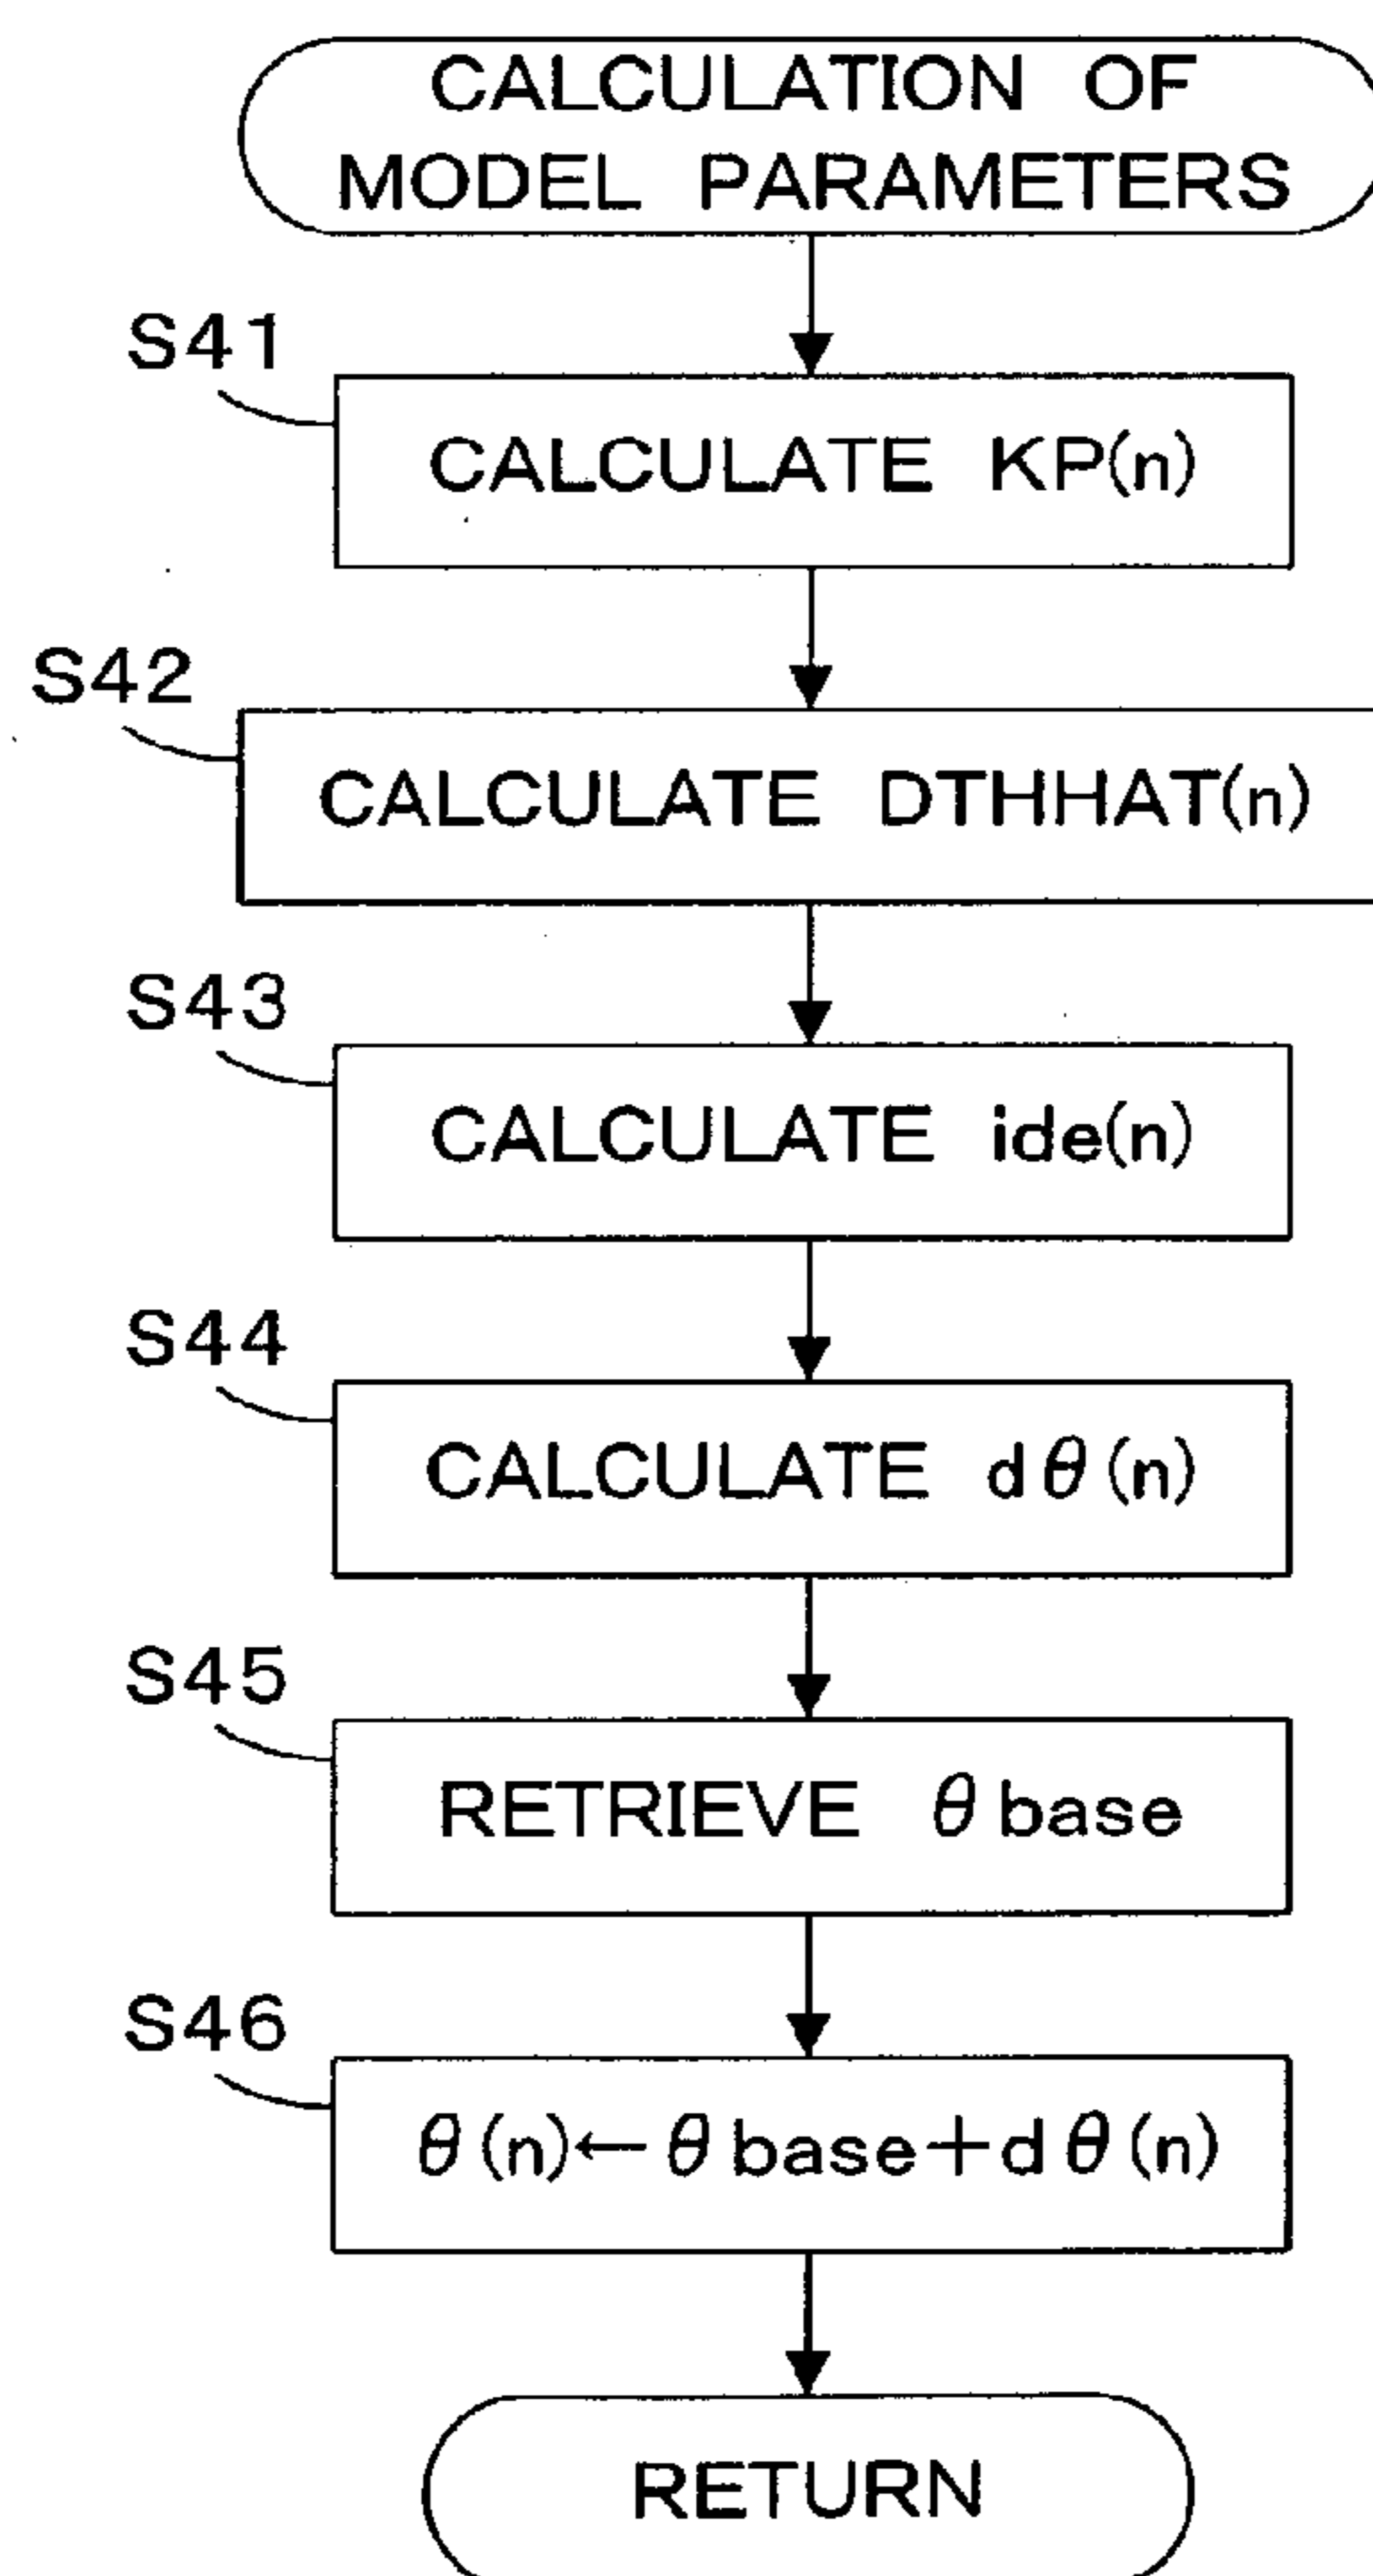 CALCULATION OF
MODEL PARAMETERS
S41
CALCULATE KP(n)
S42
CALCULATE DTHHAT(n)
S43
CALCULATE ide(n)
S44
CALCULATE dθ(n)
S45
RETRIEVE θbase
S46
θ(n)←θbase+dθ(n)
RETURN